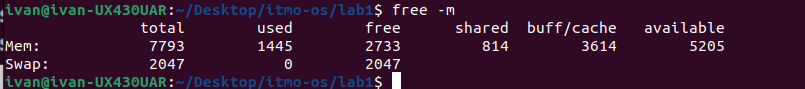 ivan@ivan-UX430UAR:~/Desktop/itmo-os/lab1$ free -m
total used free shared buff/cache available
Mem: 7793 1445 2733 814 3614 5205
Swap: 2047 0 2047
ivan@ivan-UX430UAR:~/Desktop/itmo-os/lab1$